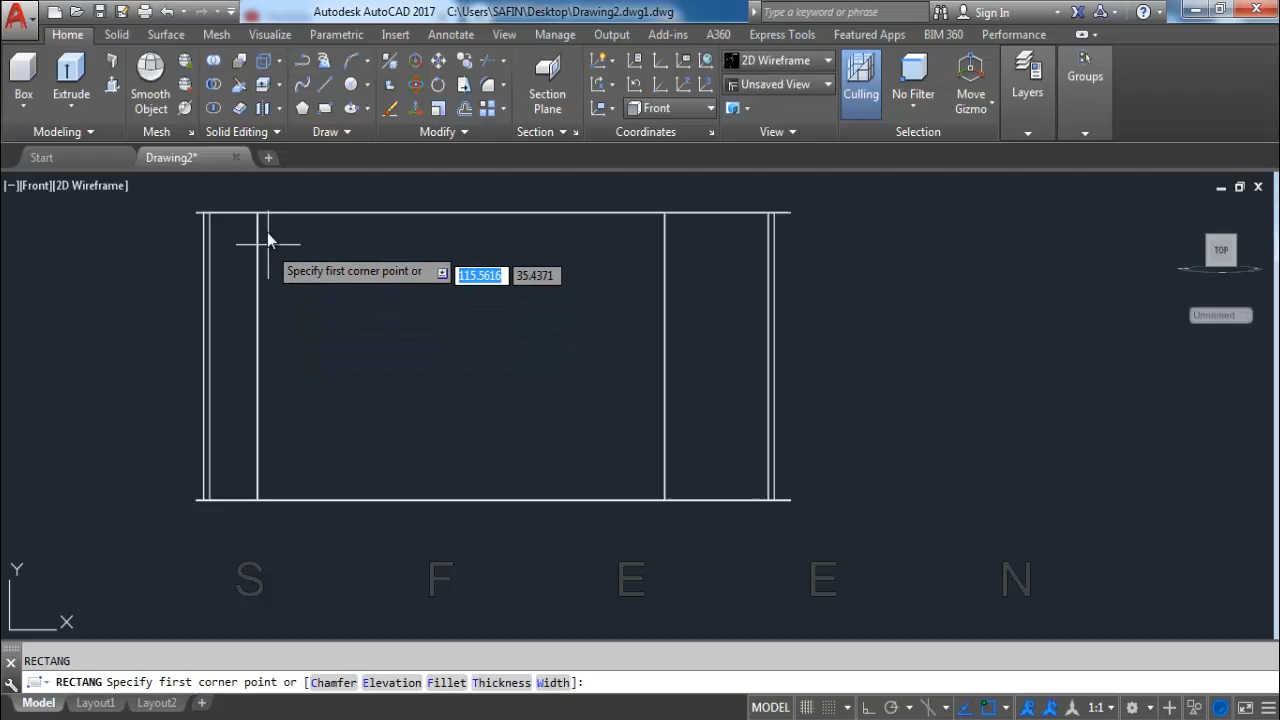 Autodesk AutoCAD 2017 C:\Users\SAFIN\Desktop\Drawing2.dwg1.dwg
Type a keyword or phrase
Sign In
Home Solid Surface Mesh Visualize Parametric Insert Annotate View Manage Output Add-ins A360 Express Tools Featured Apps BIM 360 Performance
2D Wireframe
Unsaved View
Front
Box Extrude Smooth Object Section Plane Culling No Filter Move Gizmo Layers Groups
Modeling Mesh Solid Editing Draw Modify Section Coordinates View Selection
Start Drawing2*
[−][Front][2D Wireframe]
TOP
Specify first corner point or 115.5616 35.4371
Unnamed
S F E E N
Y
X
RECTANG
RECTANG Specify first corner point or [Chamfer Elevation Fillet Thickness Width]:
Model Layout1 Layout2 MODEL 1:1